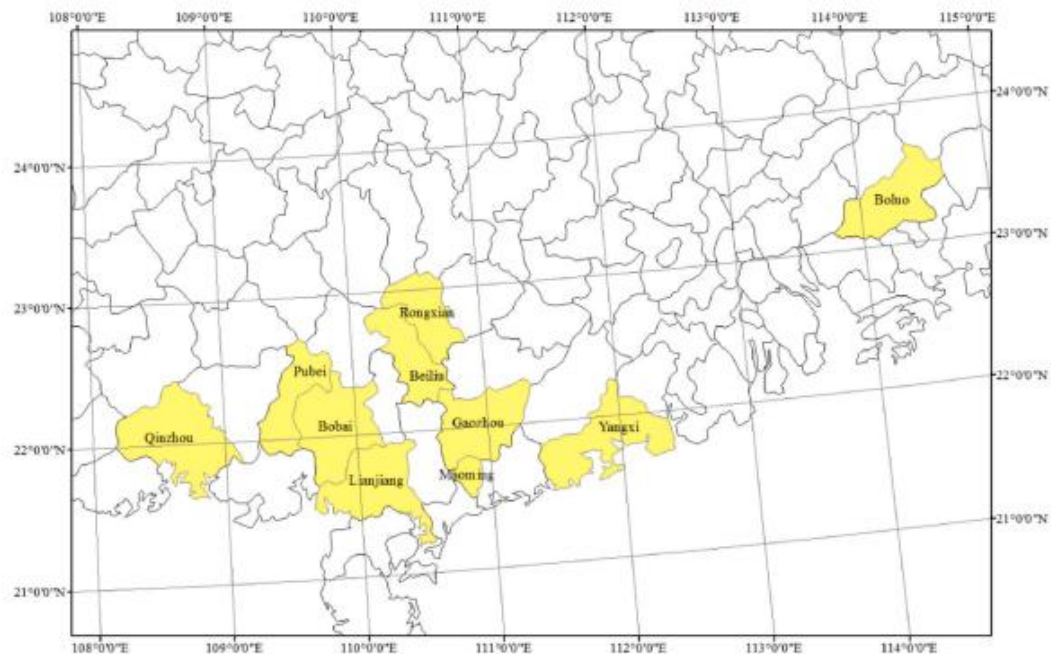 108°0'0"E 109°0'0"E 110°0'0"E 111°0'0"E 112°0'0"E 113°0'0"E 114°0'0"E 115°0'0"E
24°0'0"N
24°0'0"N
Boluo
23°0'0"N
23°0'0"N
Rongxian
Pubei
Beiliu
22°0'0"N
Gaozhou
Bobai
Yangxi
Qinzhou
22°0'0"N
Maoming
Lianjiang
21°0'0"N
21°0'0"N
108°0'0"E 109°0'0"E 110°0'0"E 111°0'0"E 112°0'0"E 113°0'0"E 114°0'0"E